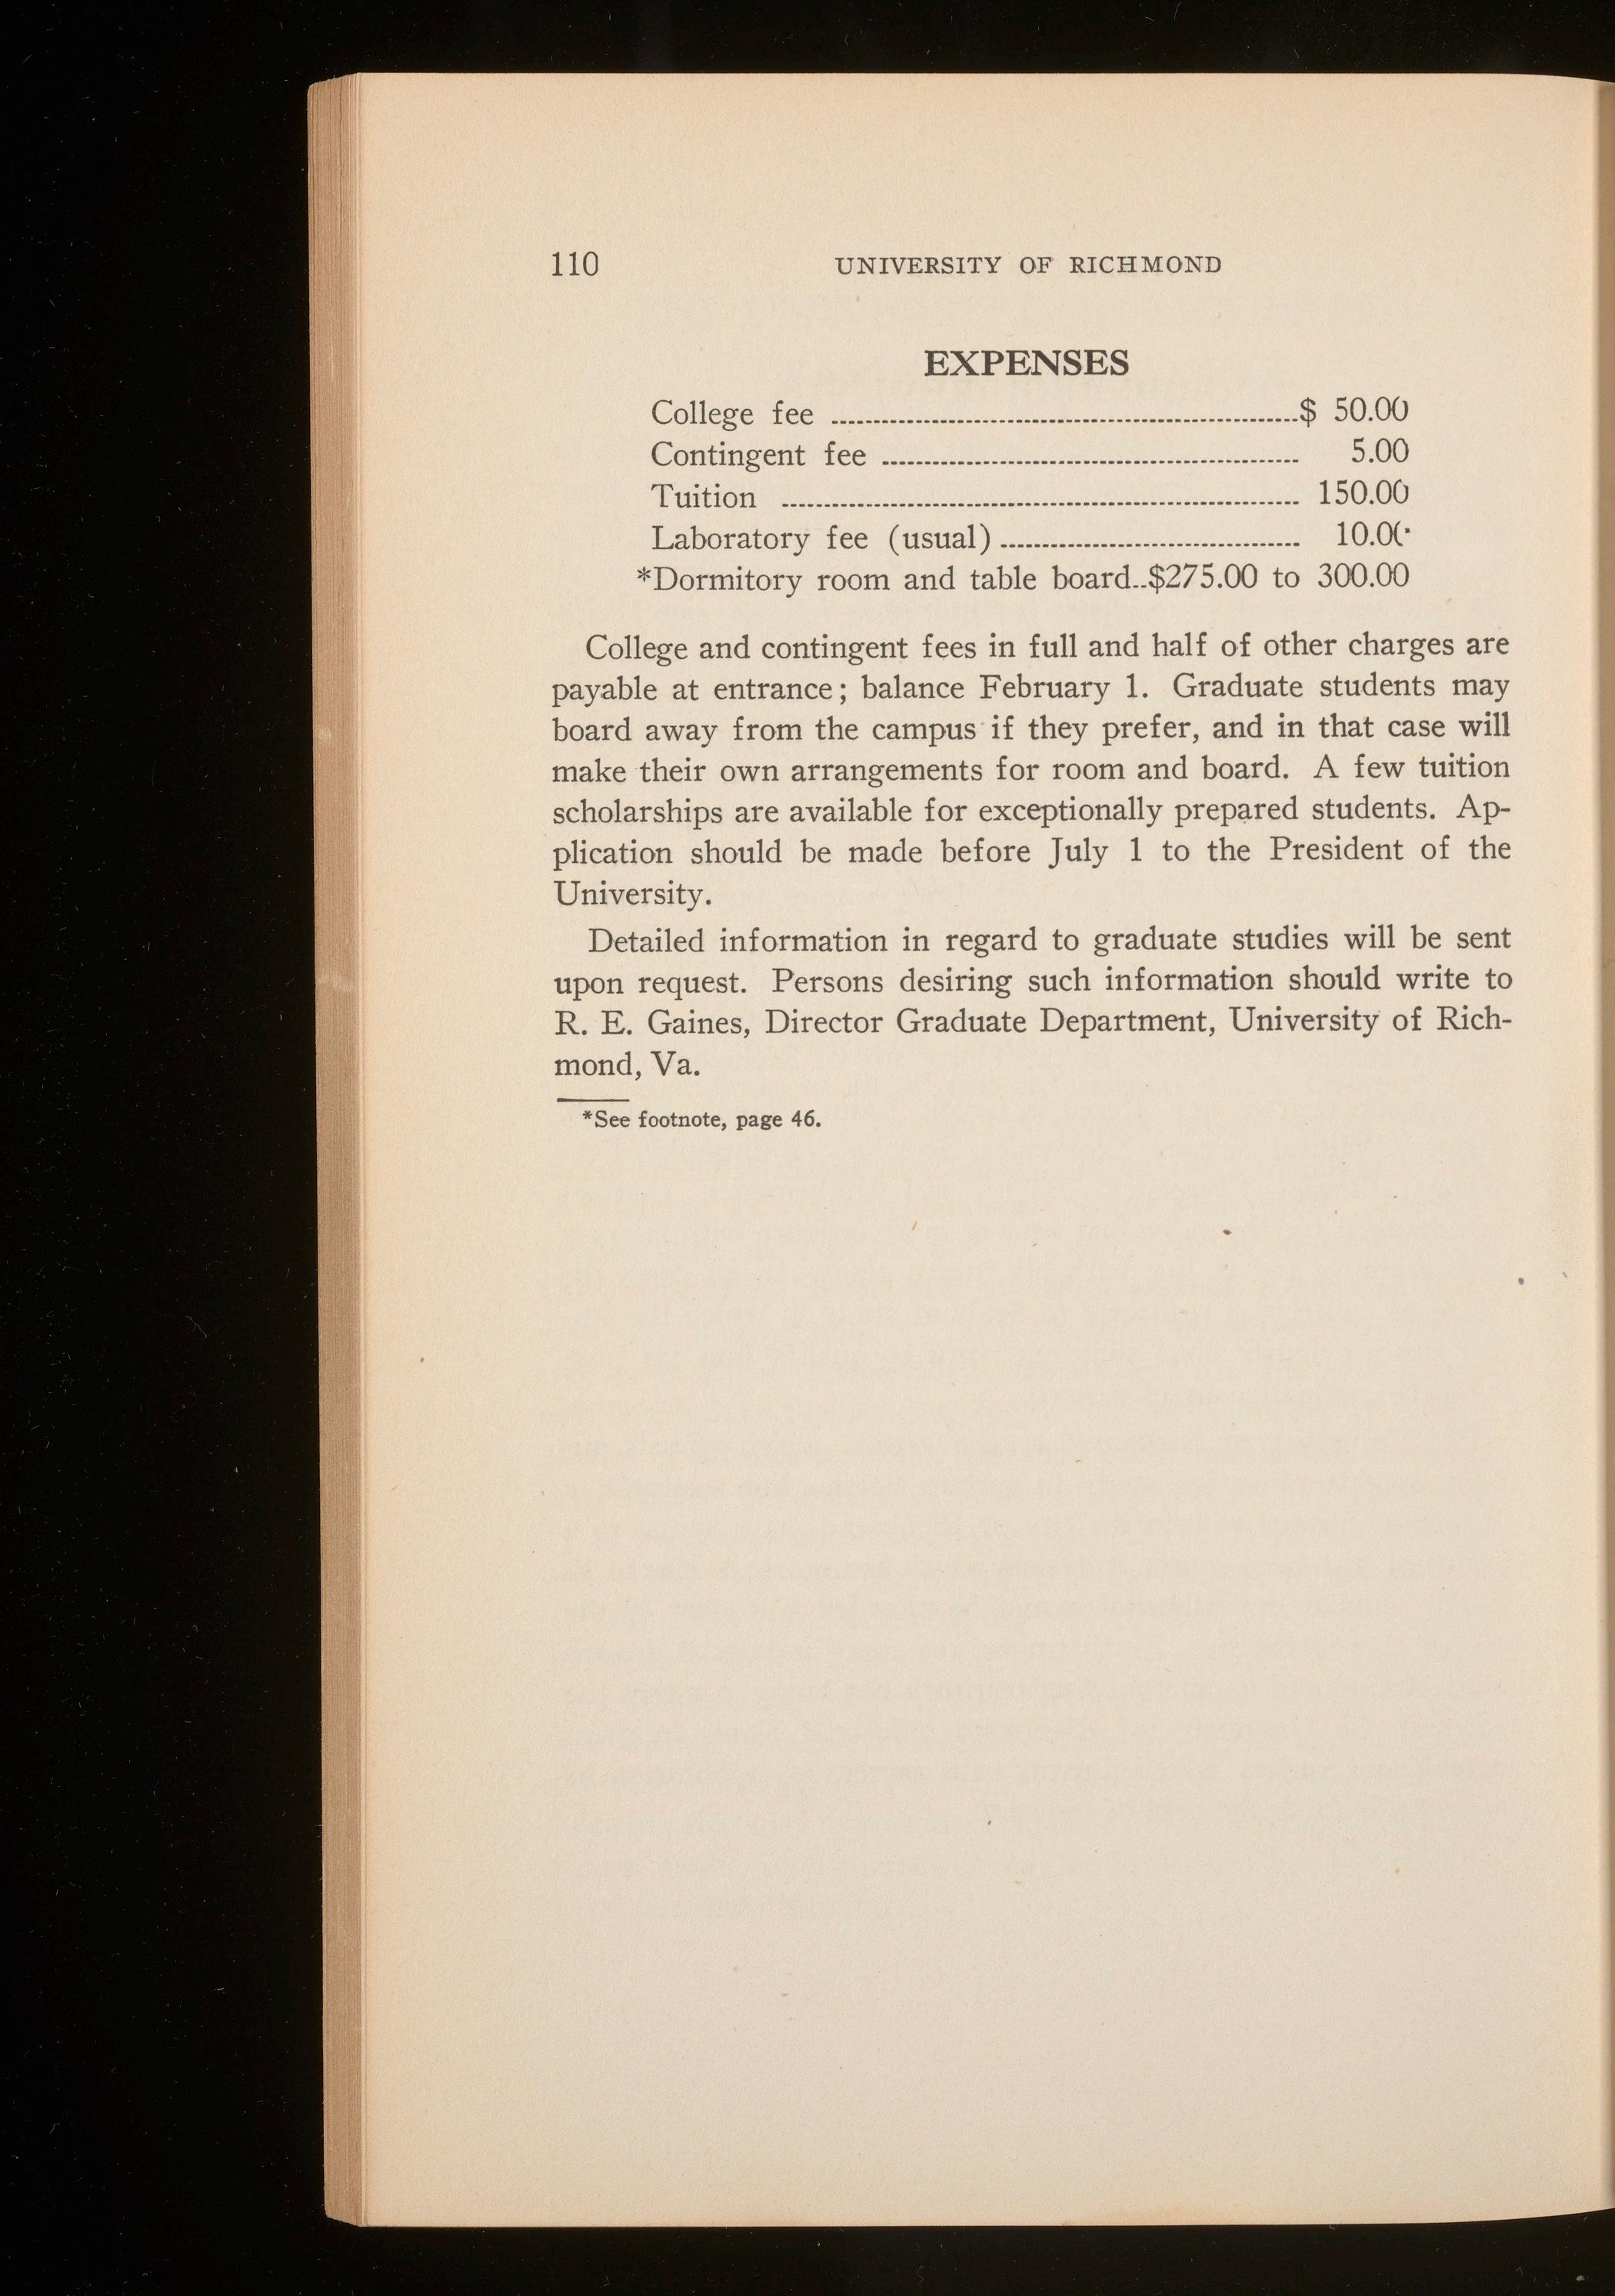 110 UNIVERSITY OF RICHMOND
EXPENSES
College fee ........................................................$ 50.00
Contingent fee .................................................. 5.00
Tuition .............................................................. 150.00
Laboratory fee (usual) .................................... 10.00
*Dormitory room and table board..$275.00 to 300.00
College and contingent fees in full and half of other charges are
payable at entrance; balance February 1. Graduate students may
board away from the campus if they prefer, and in that case will
make their own arrangements for room and board. A few tuition
scholarships are available for exceptionally prepared students. Ap-
plication should be made before July 1 to the President of the
University.
Detailed information in regard to graduate studies will be sent
upon request. Persons desiring such information should write to
R. E. Gaines, Director Graduate Department, University of Rich-
mond, Va.
*See footnote, page 46.